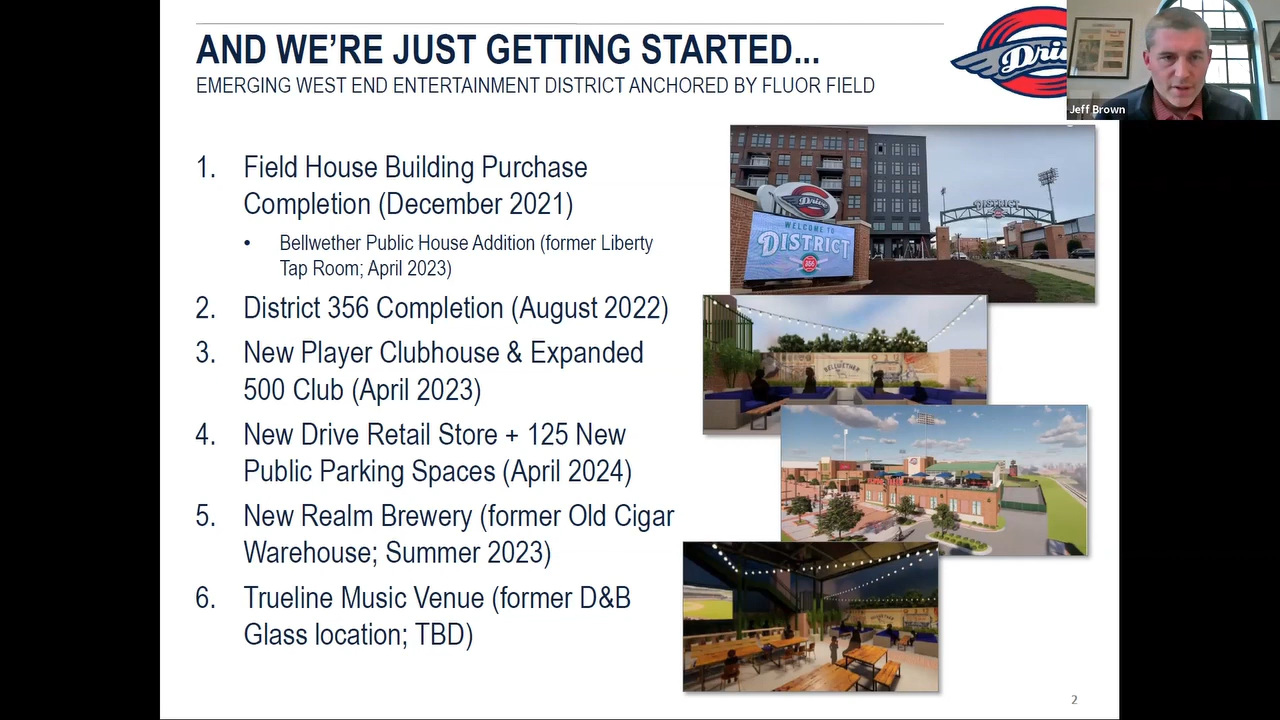 AND WE’RE JUST GETTING STARTED...
EMERGING WEST END ENTERTAINMENT DISTRICT ANCHORED BY FLUOR FIELD
Jeff Brown
1. Field House Building Purchase
Completion (December 2021)
• Bellwether Public House Addition (former Liberty
Tap Room; April 2023)
2. District 356 Completion (August 2022)
3. New Player Clubhouse & Expanded
500 Club (April 2023)
4. New Drive Retail Store + 125 New
Public Parking Spaces (April 2024)
5. New Realm Brewery (former Old Cigar
Warehouse; Summer 2023)
6. Trueline Music Venue (former D&B
Glass location; TBD)
Drive
WELCOME TO
DISTRICT
356
DISTRICT
BELLWETHER
2